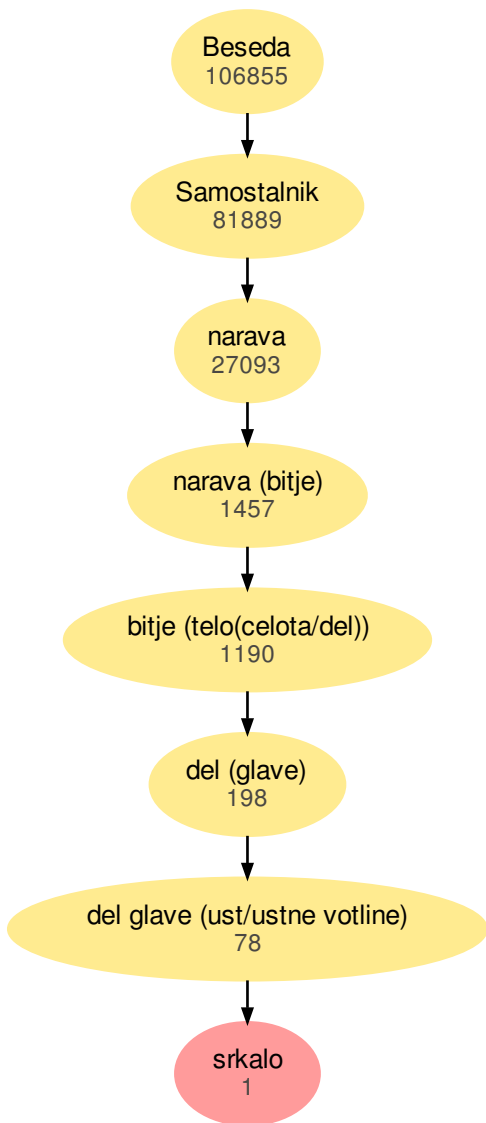 Beseda
106855
Samostalnik
81889
narava
27093
narava (bitje)
1457
bitje (telo(celota/del))
1190
del (glave)
198
del glave (ust/ustne votline)
78
srkalo
1